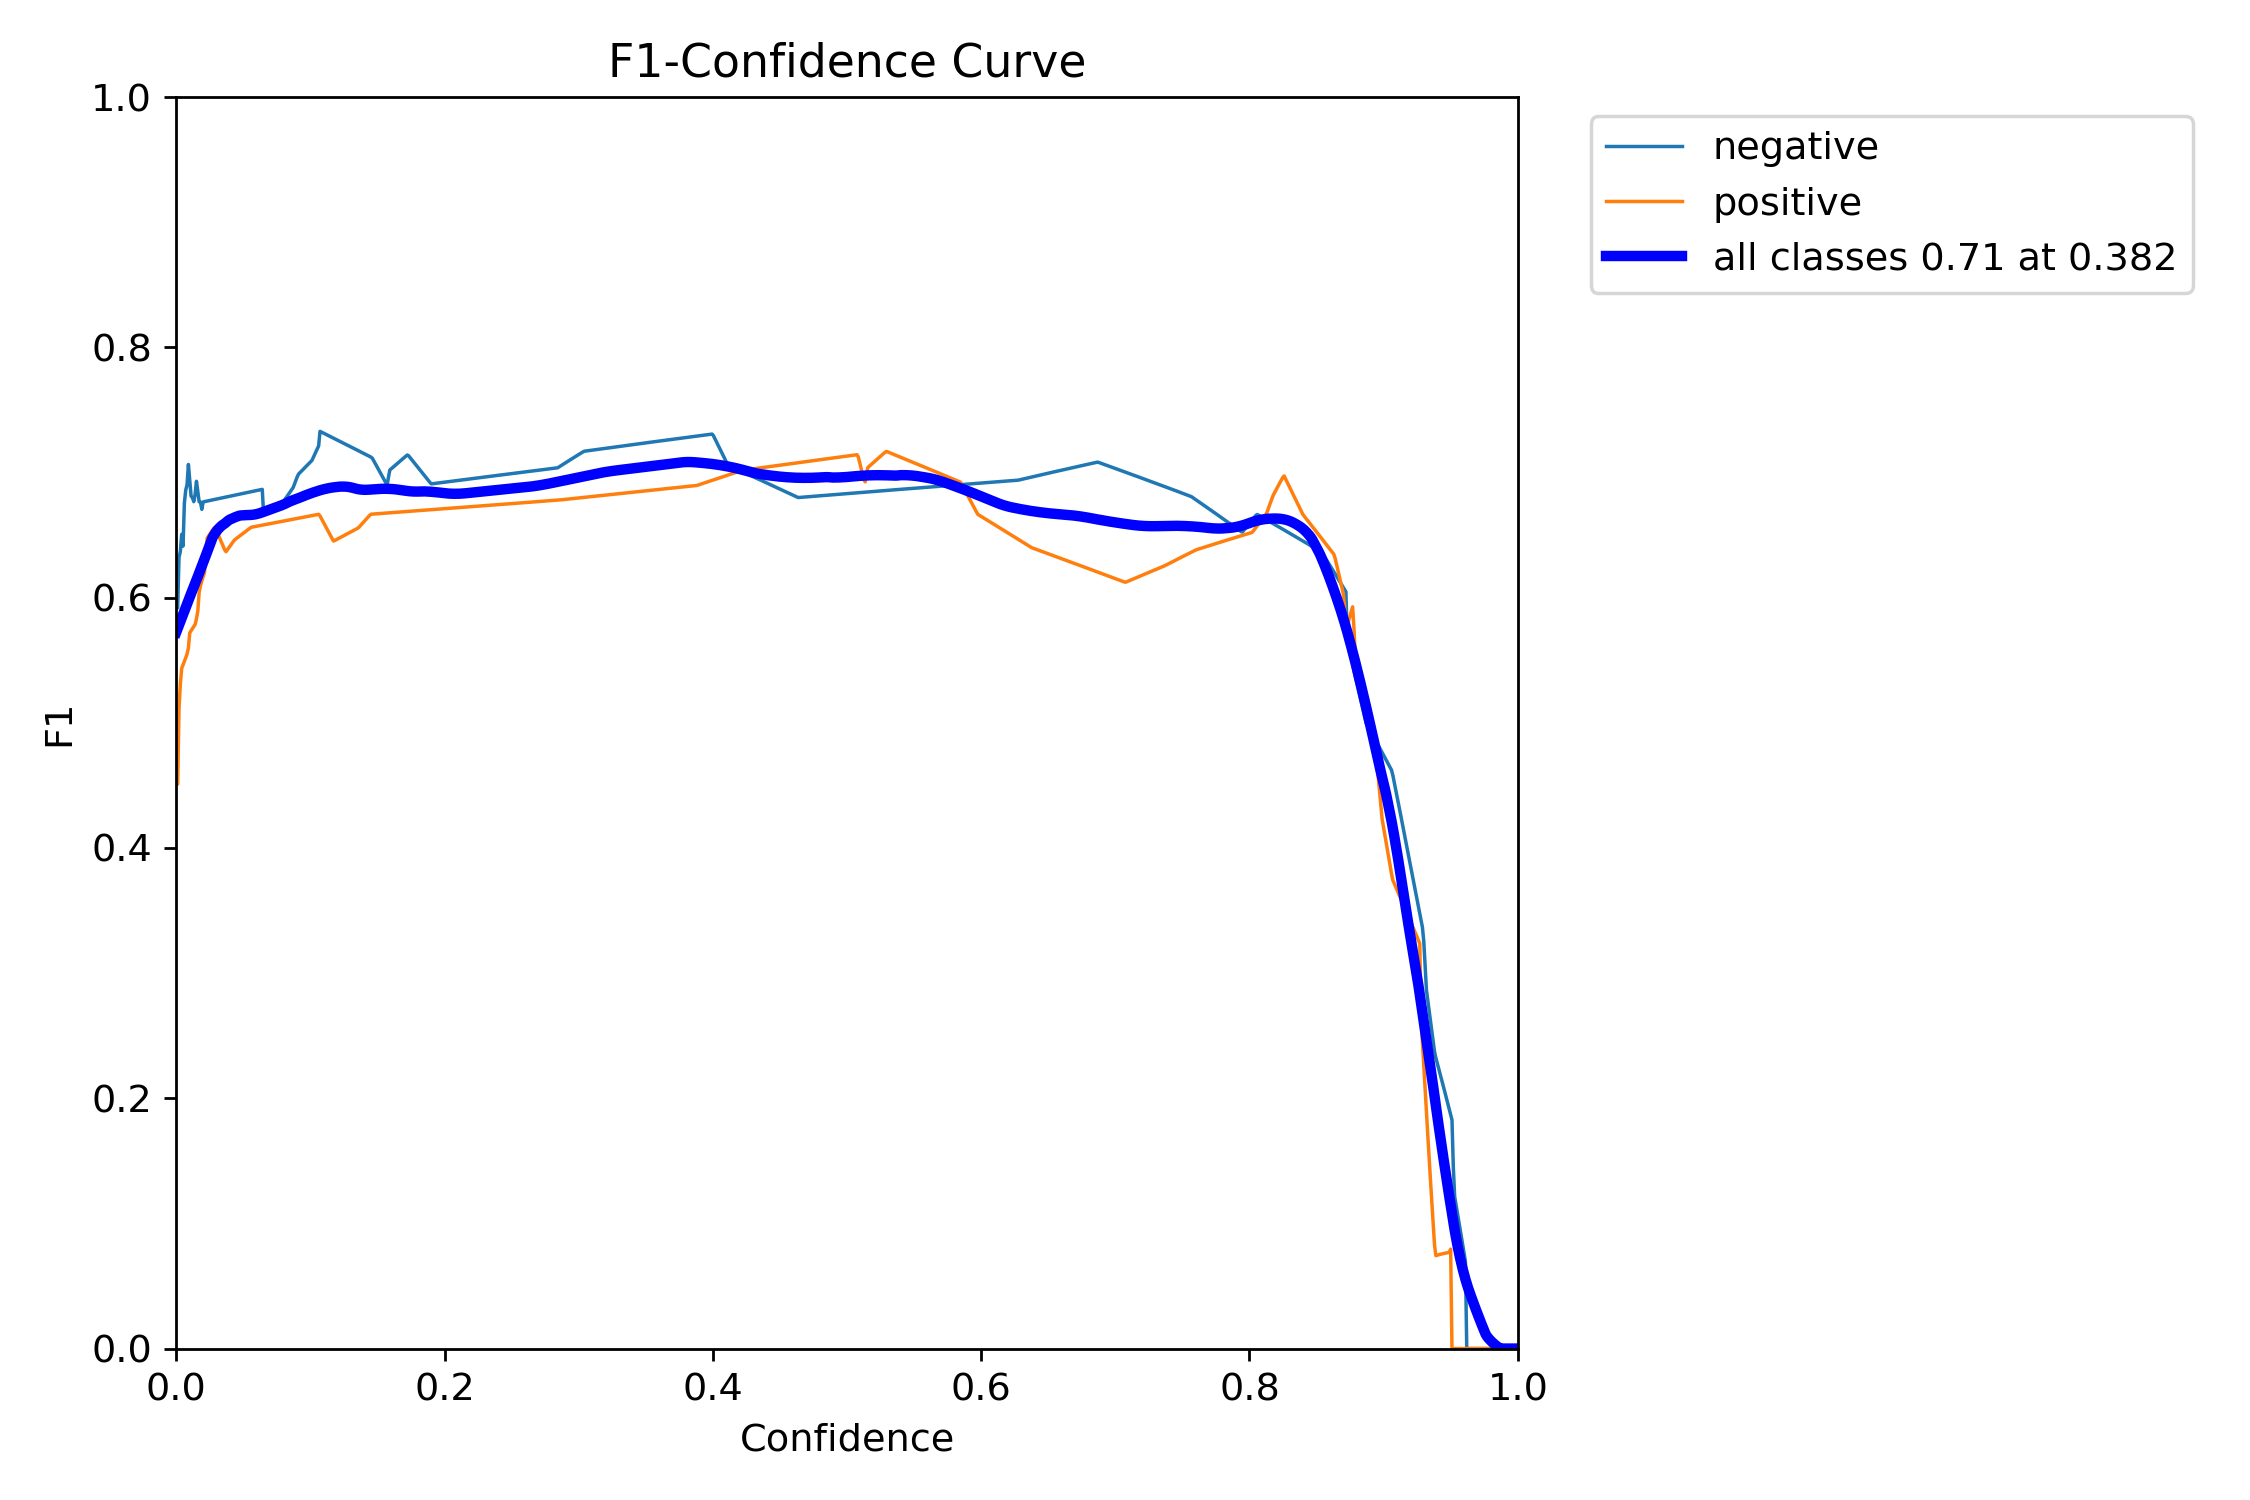 F1-Confidence Curve
1.0
0.8
0.6
0.4
0.2
0.0
F1
0.0 0.2 0.4 0.6 0.8 1.0
Confidence
negative
positive
all classes 0.71 at 0.382